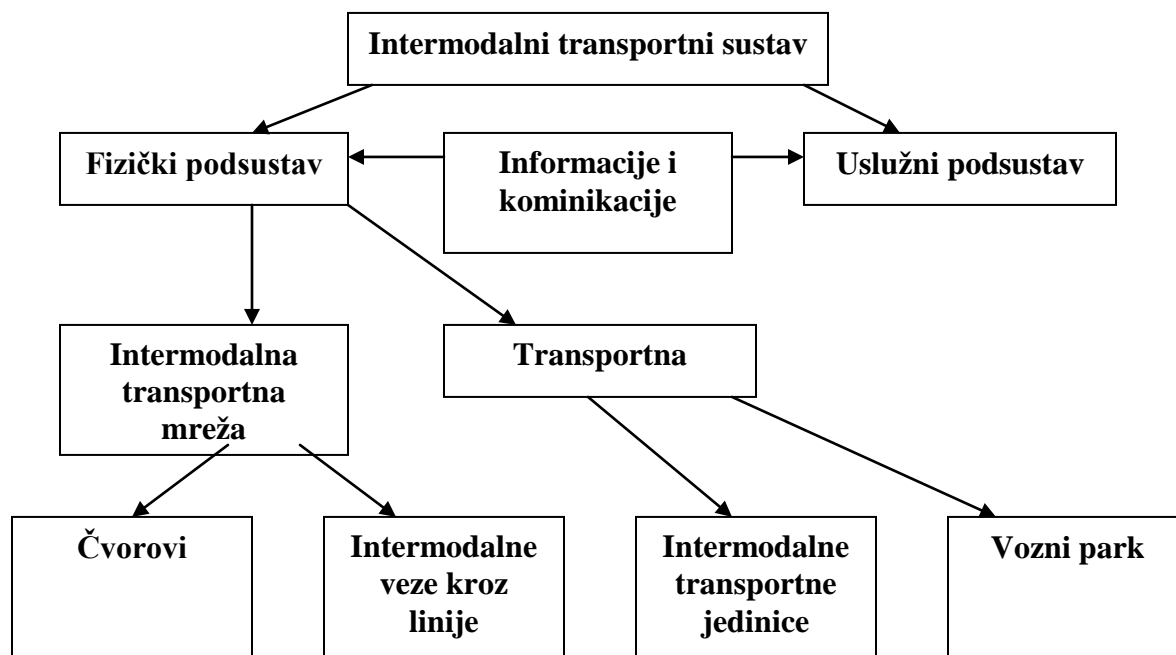 Intermodalni transportni sustav
Fizički podsustav
Informacije i
kominikacije
Uslužni podsustav
Intermodalna
transportna
mreža
Transportna
Čvorovi
Intermodalne
veze kroz
linije
Intermodalne
transportne
jedinice
Vozni park